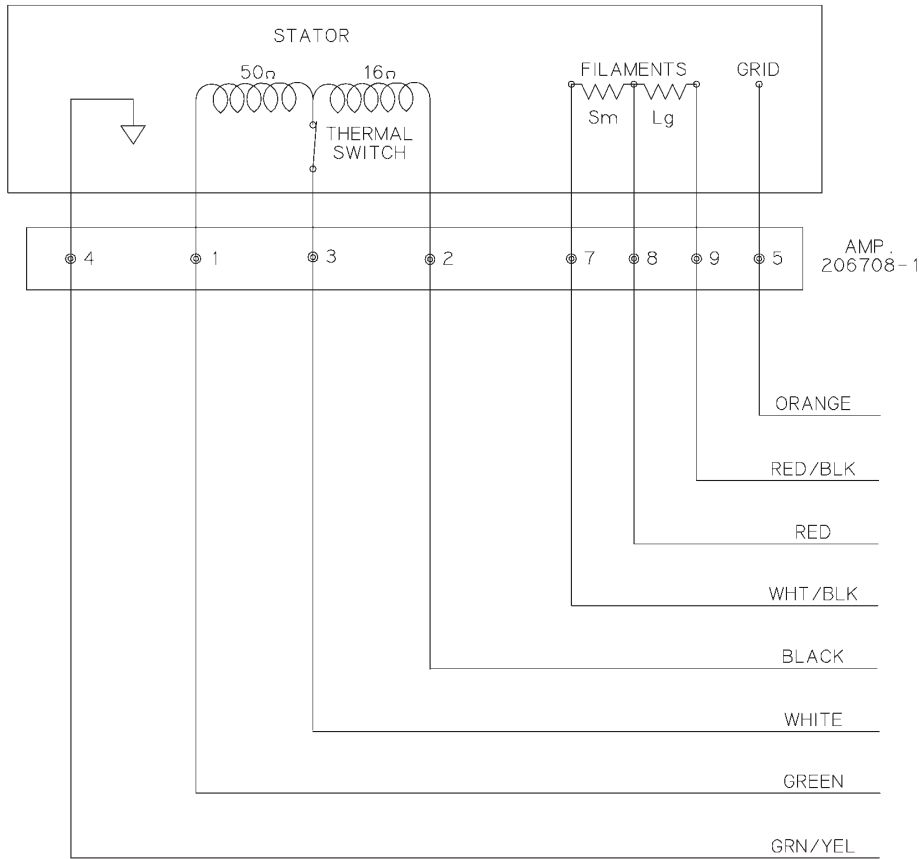 STATOR
50Ω 16Ω FILAMENTS GRID
Sm Lg
THERMAL
SWITCH
4 1 3 2 7 8 9 5
AMP.
206708-1
ORANGE
RED/BLK
RED
WHT/BLK
BLACK
WHITE
GREEN
GRN/YEL